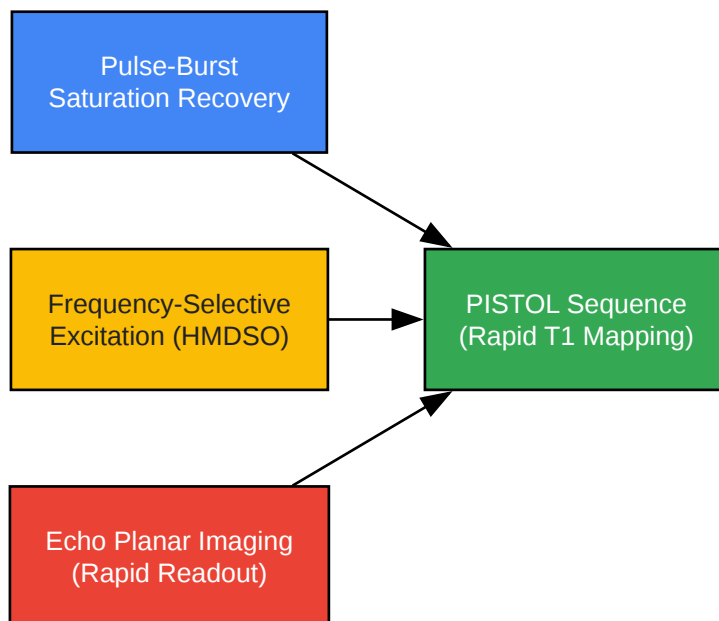 Pulse-Burst
Saturation Recovery
Frequency-Selective
Excitation (HMDSO)
PISTOL Sequence
(Rapid T1 Mapping)
Echo Planar Imaging
(Rapid Readout)